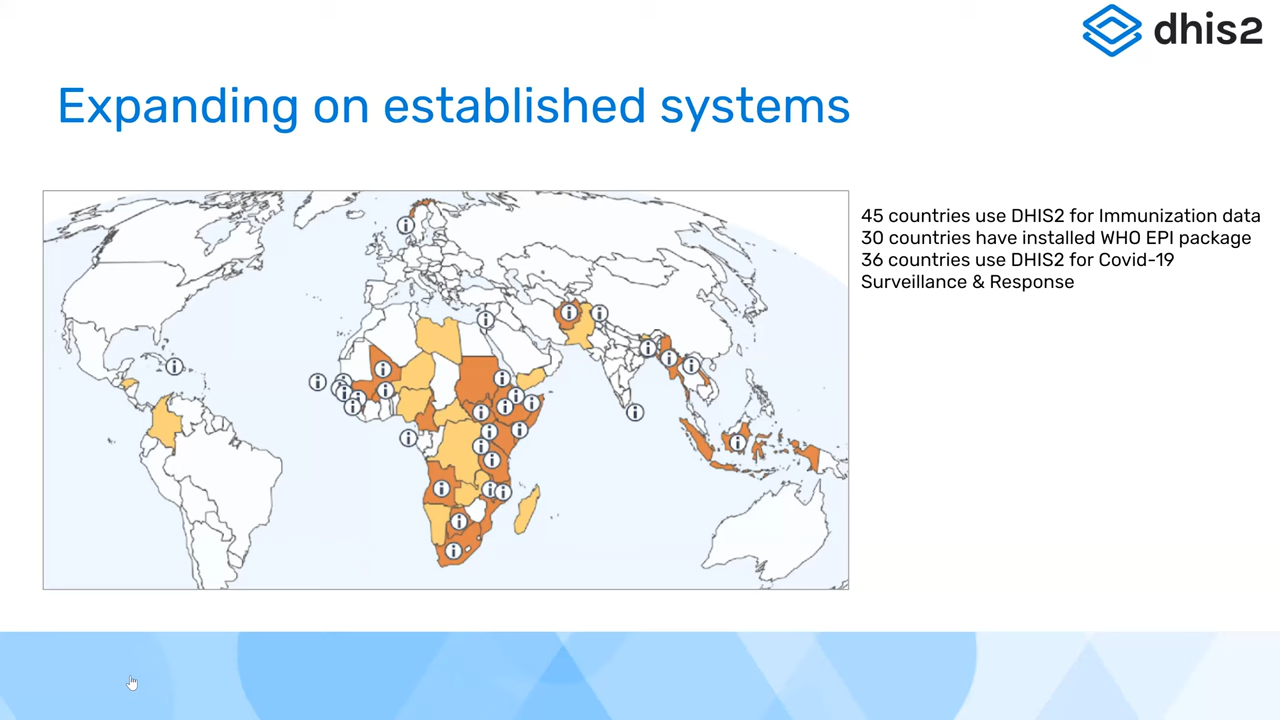 dhis2
Expanding on established systems
45 countries use DHIS2 for Immunization data
30 countries have installed WHO EPI package
36 countries use DHIS2 for Covid-19
Surveillance & Response